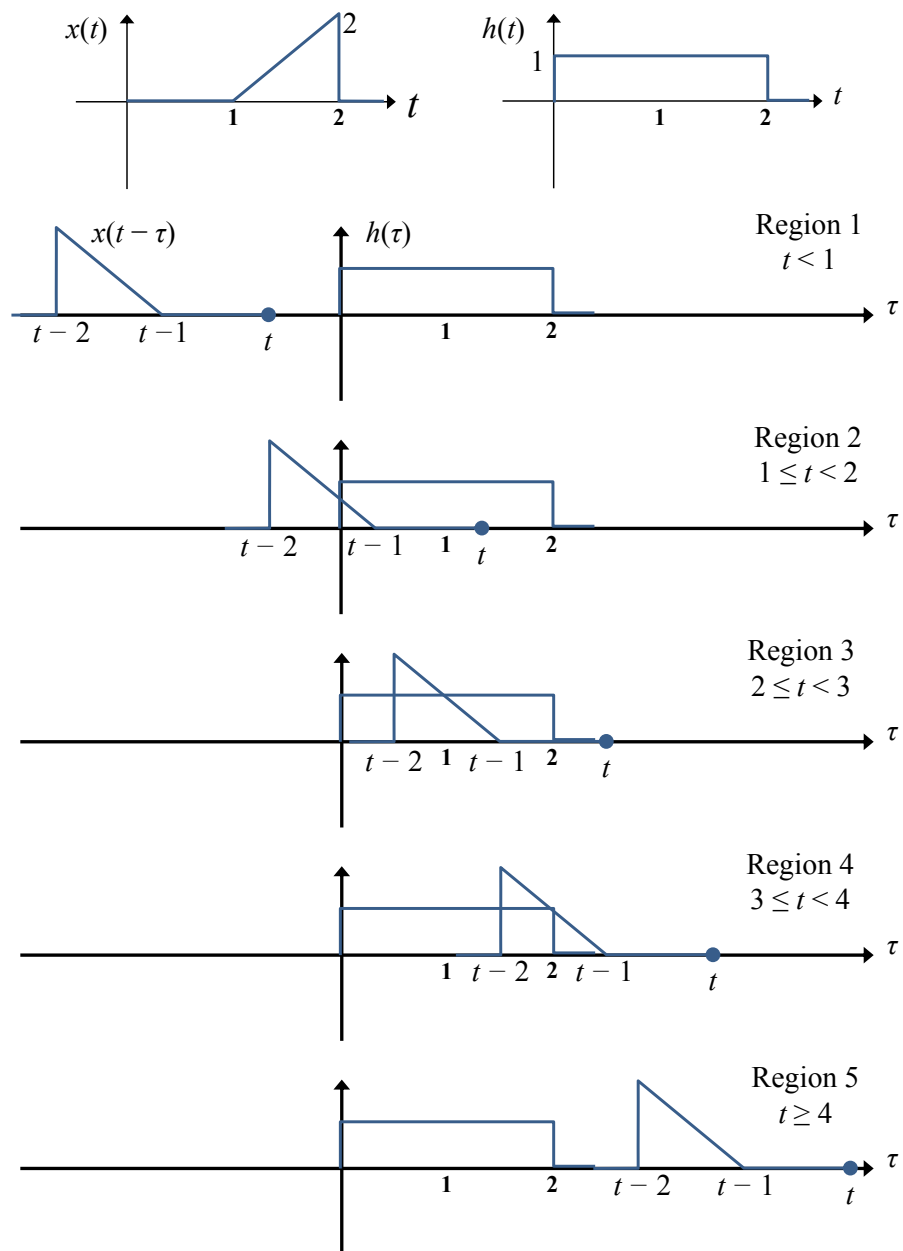 x(t) 2 h(t) 1
1 2 t 1 2 t
x(t − τ) h(τ) Region 1
t < 1
t − 2 t −1 t 1 2 τ
Region 2
1 ≤ t < 2
t − 2 t − 1 1 t 2 τ
Region 3
2 ≤ t < 3
t − 2 1 t − 1 2 t τ
Region 4
3 ≤ t < 4
1 t − 2 2 t − 1 t τ
Region 5
t ≥ 4
1 2 t − 2 t − 1 t τ